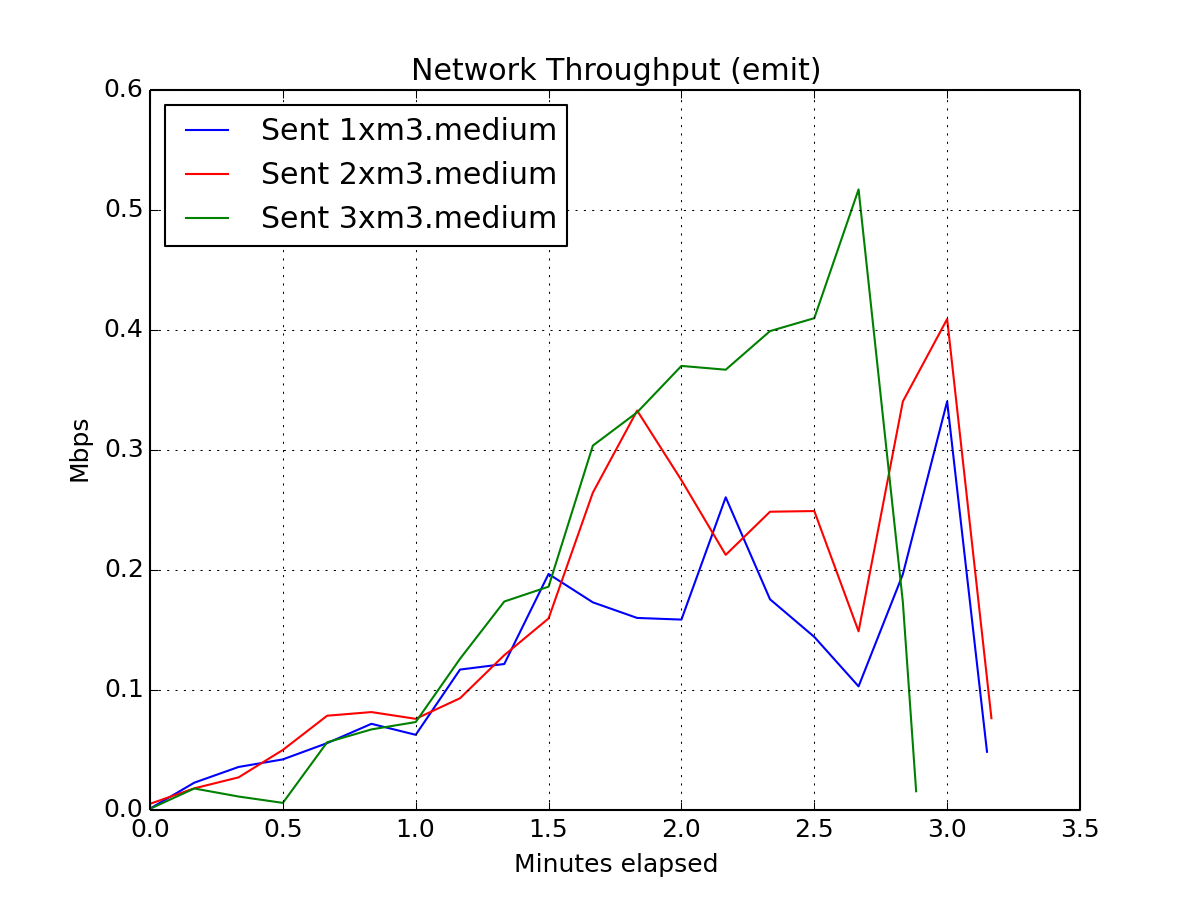 Network Throughput (emit)
0.6
Sent 1xm3.medium
Sent 2xm3.medium
0.5
Sent 3xm3.medium
0.4
Mbps
0.3
0.2
0.1
0.0
0.0 0.5 1.0 1.5 2.0 2.5 3.0 3.5
Minutes elapsed